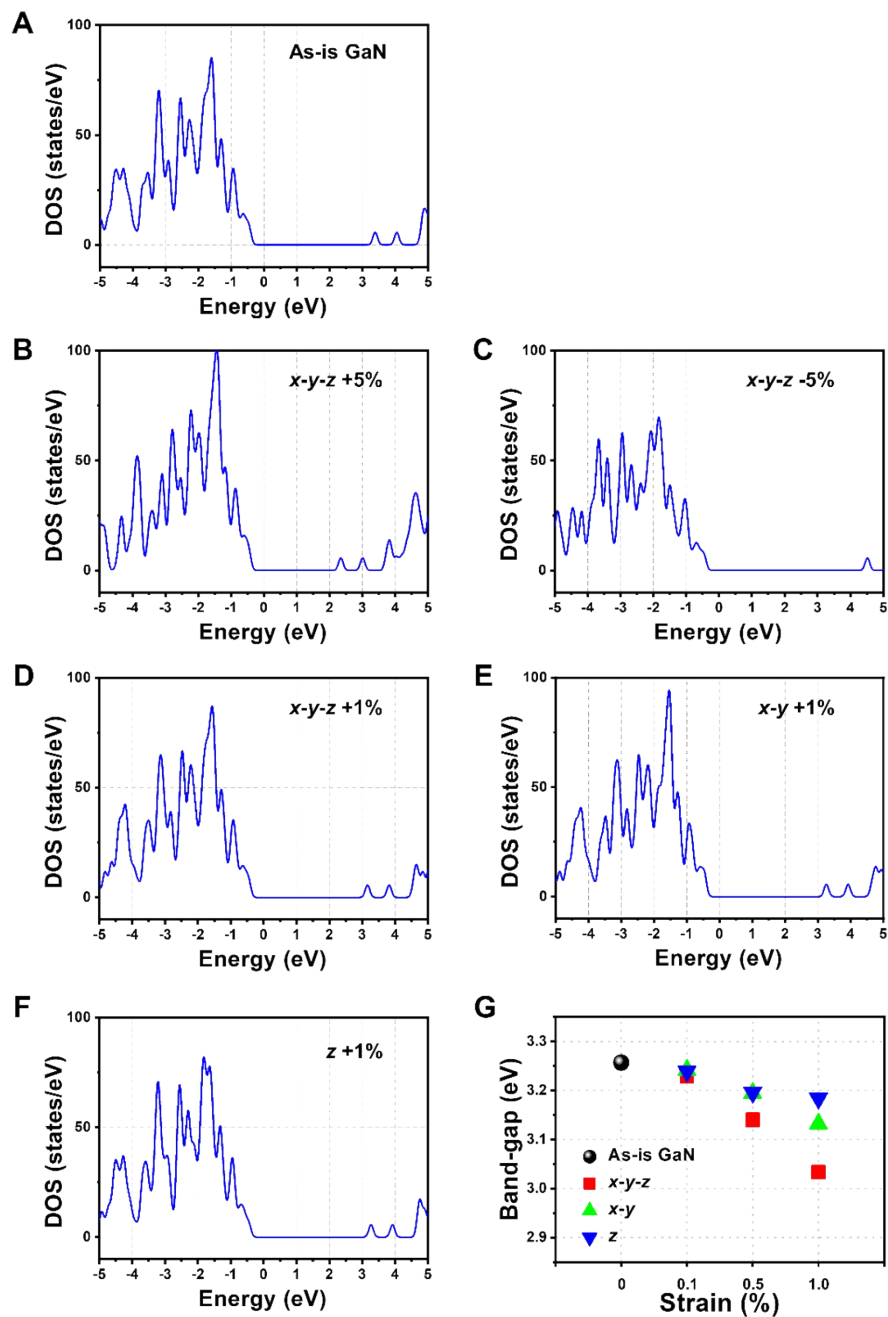 A
As-is GaN
DOS (states/eV)
100
50
0
-5 -4 -3 -2 -1 0 1 2 3 4 5
Energy (eV)
B
x-y-z +5%
DOS (states/eV)
100
50
0
-5 -4 -3 -2 -1 0 1 2 3 4 5
Energy (eV)
C
x-y-z -5%
DOS (states/eV)
100
50
0
-5 -4 -3 -2 -1 0 1 2 3 4 5
Energy (eV)
D
x-y-z +1%
DOS (states/eV)
100
50
0
-5 -4 -3 -2 -1 0 1 2 3 4 5
Energy (eV)
E
x-y +1%
DOS (states/eV)
100
50
0
-5 -4 -3 -2 -1 0 1 2 3 4 5
Energy (eV)
F
z +1%
DOS (states/eV)
100
50
0
-5 -4 -3 -2 -1 0 1 2 3 4 5
Energy (eV)
G
Band-gap (eV)
3.3
3.2
3.1
3.0
2.9
As-is GaN
x-y-z
x-y
z
0 0.1 0.5 1.0
Strain (%)